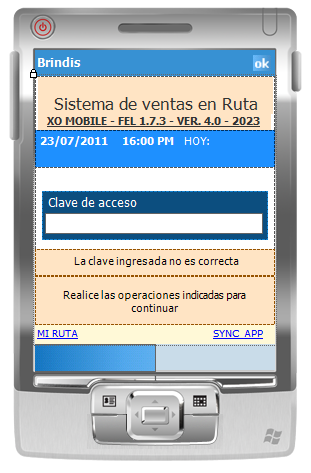 Brindis ok
Sistema de ventas en Ruta
XO MOBILE - FEL 1.7.3 - VER. 4.0 - 2023
23/07/2011 16:00 PM HOY:
Clave de acceso
La clave ingresada no es correcta
Realice las operaciones indicadas para
continuar
MI RUTA SYNC APP